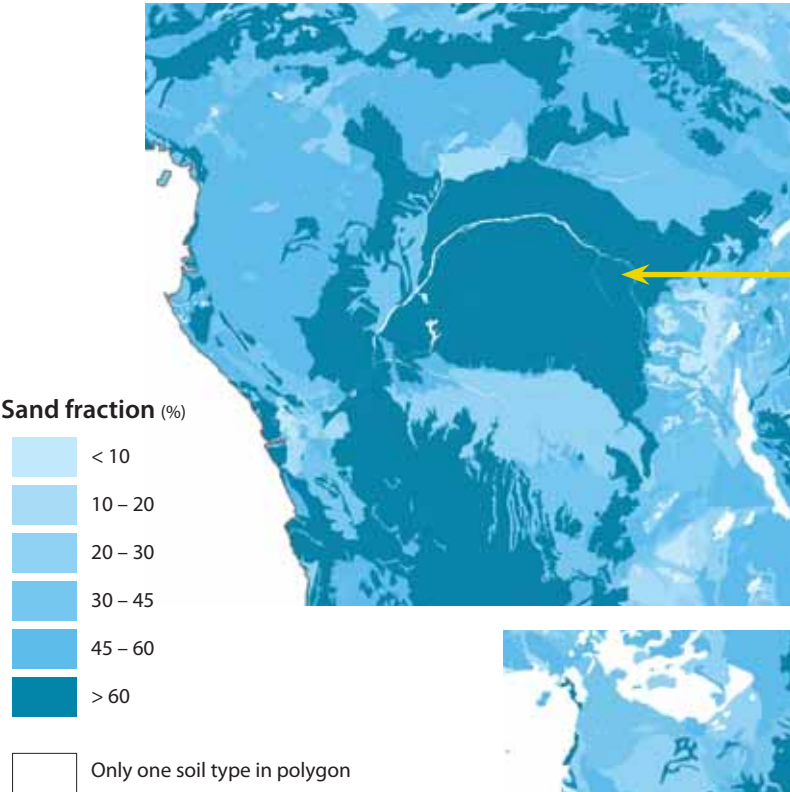 Sand fraction (%)
< 10
10 – 20
20 – 30
30 – 45
45 – 60
> 60
Only one soil type in polygon